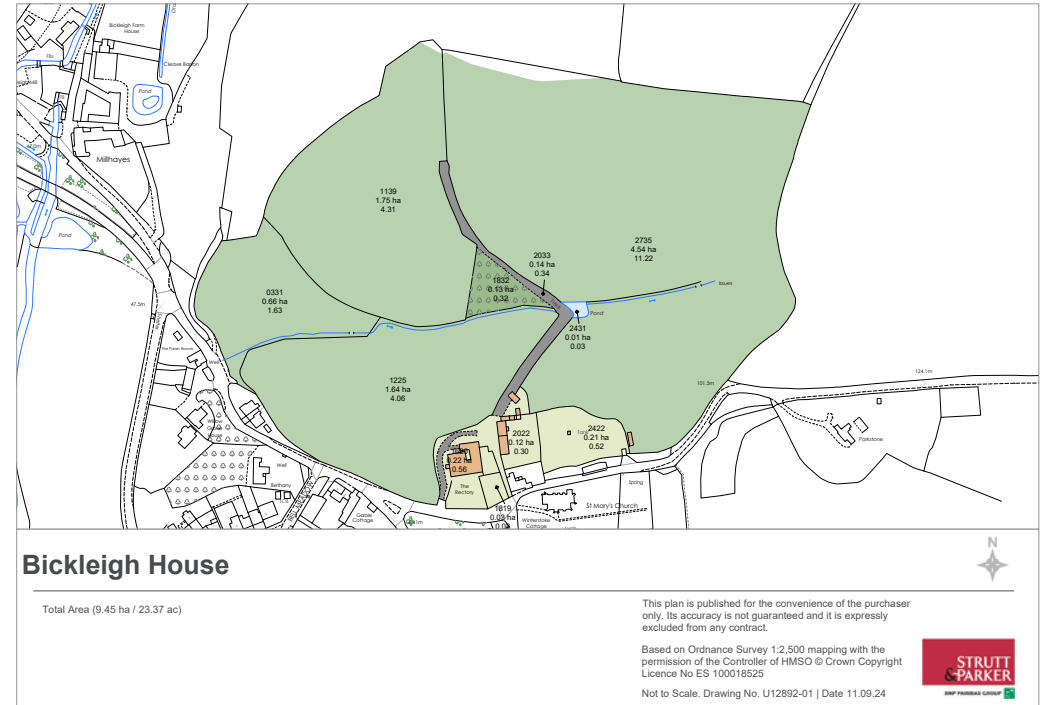 Bickleigh Farm
House
Cleave Barton
Pond
Millhayes
Pond
47.5m
The Parish Rooms
Well
Well
Bethany
Gable
Cottage
1139
1.75 ha
4.31
2033
0.14 ha
0.34
2735
4.54 ha
11.22
1832
0.13 ha
0.32
0331
0.66 ha
1.63
Issues
Pond
2431
0.01 ha
0.03
1225
1.64 ha
4.06
101.5m
124.1m
2022
0.12 ha
0.30
Tank
2422
0.21 ha
0.52
0.22 ha
0.56
The
Rectory
Parkstone
Spring
1819
St Mary's Church
Winterstoke
Cottage
Bickleigh House
N
Total Area (9.45 ha / 23.37 ac)
This plan is published for the convenience of the purchaser
only. Its accuracy is not guaranteed and it is expressly
excluded from any contract.
Based on Ordnance Survey 1:2,500 mapping with the
permission of the Controller of HMSO © Crown Copyright
Licence No ES 100018525
Not to Scale. Drawing No. U12892-01 | Date 11.09.24
STRUTT
&PARKER
BNP PARIBAS GROUP